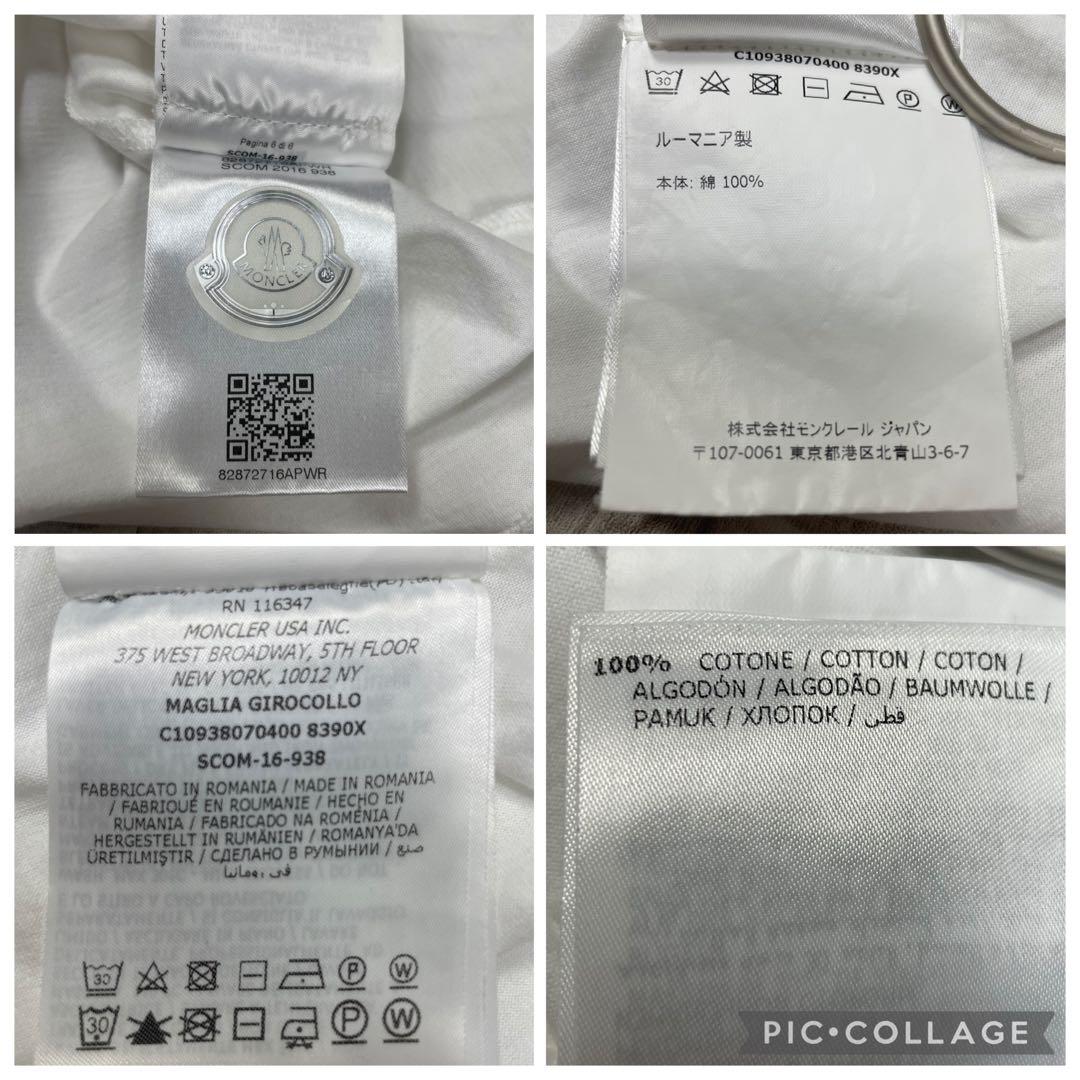 Pagina 6 di 6
SCOM-16-938
82872716APWR
SCOM 2016 938
MONCLER
82872716APWR
C10938070400 8390X
30
P
W
ルーマニア製
本体: 綿 100%
株式会社モンクレール ジャパン
〒107-0061 東京都港区北青山3-6-7
RN 116347
MONCLER USA INC.
375 WEST BROADWAY, 5TH FLOOR
NEW YORK, 10012 NY
MAGLIA GIROCOLLO
C10938070400 8390X
SCOM-16-938
FABBRICATO IN ROMANIA / MADE IN ROMANIA
/ FABRIQUÉ EN ROUMANIE / HECHO EN
RUMANIA / FABRICADO NA ROMÉNIA /
HERGESTELLT IN RUMÄNIEN / ROMANYA'DA
ÜRETILMIŞTIR / СДЕЛАНО В РУМЫНИИ / صنع
في رومانيا
30 P W
30 P W
100% COTONE / COTTON / COTON /
ALGODÓN / ALGODÃO / BAUMWOLLE /
PAMUK / ХЛОПОК / قطن
PIC•COLLAGE